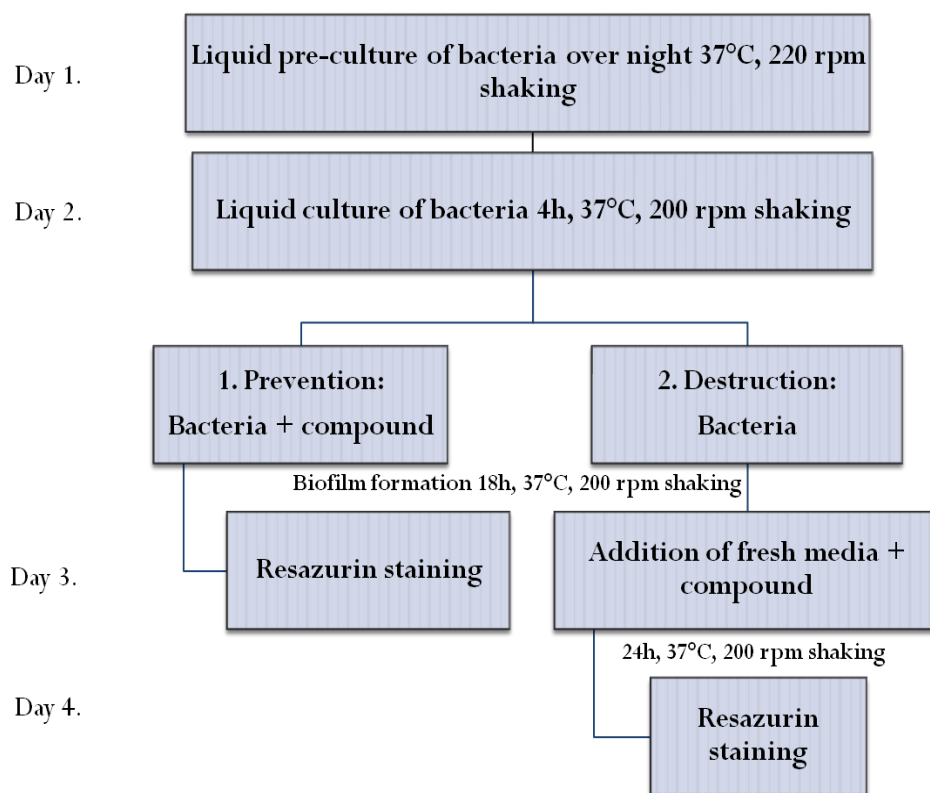 Day 1.
Liquid pre-culture of bacteria over night 37°C, 220 rpm
shaking
Day 2.
Liquid culture of bacteria 4h, 37°C, 200 rpm shaking
1. Prevention:
Bacteria + compound
2. Destruction:
Bacteria
Biofilm formation 18h, 37°C, 200 rpm shaking
Day 3.
Resazurin staining
Addition of fresh media +
compound
24h, 37°C, 200 rpm shaking
Day 4.
Resazurin
staining